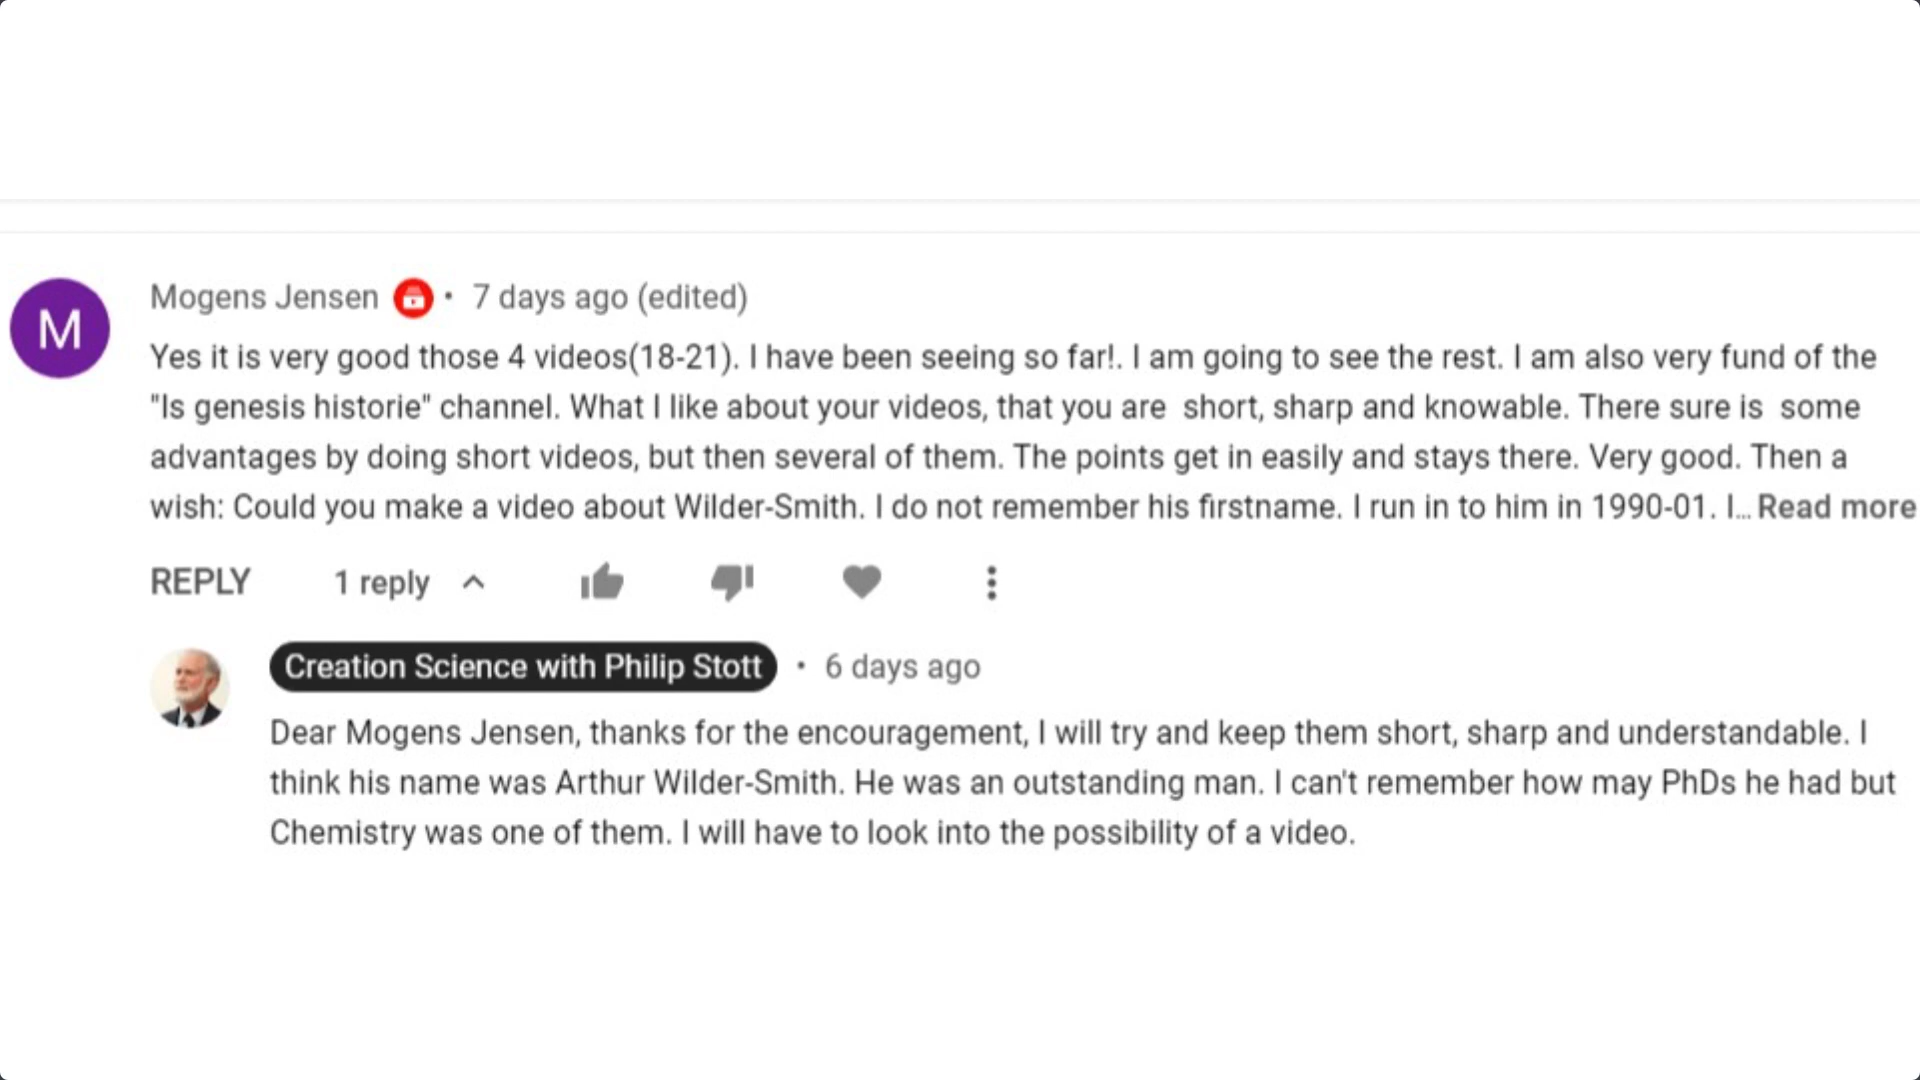 M
Mogens Jensen • 7 days ago (edited)
Yes it is very good those 4 videos(18-21). I have been seeing so far!. I am going to see the rest. I am also very fund of the
"Is genesis historie" channel. What I like about your videos, that you are  short, sharp and knowable. There sure is  some
advantages by doing short videos, but then several of them. The points get in easily and stays there. Very good. Then a
wish: Could you make a video about Wilder-Smith. I do not remember his firstname. I run in to him in 1990-01. I... Read more
REPLY 1 reply
Creation Science with Philip Stott • 6 days ago
Dear Mogens Jensen, thanks for the encouragement, I will try and keep them short, sharp and understandable. I
think his name was Arthur Wilder-Smith. He was an outstanding man. I can't remember how may PhDs he had but
Chemistry was one of them. I will have to look into the possibility of a video.